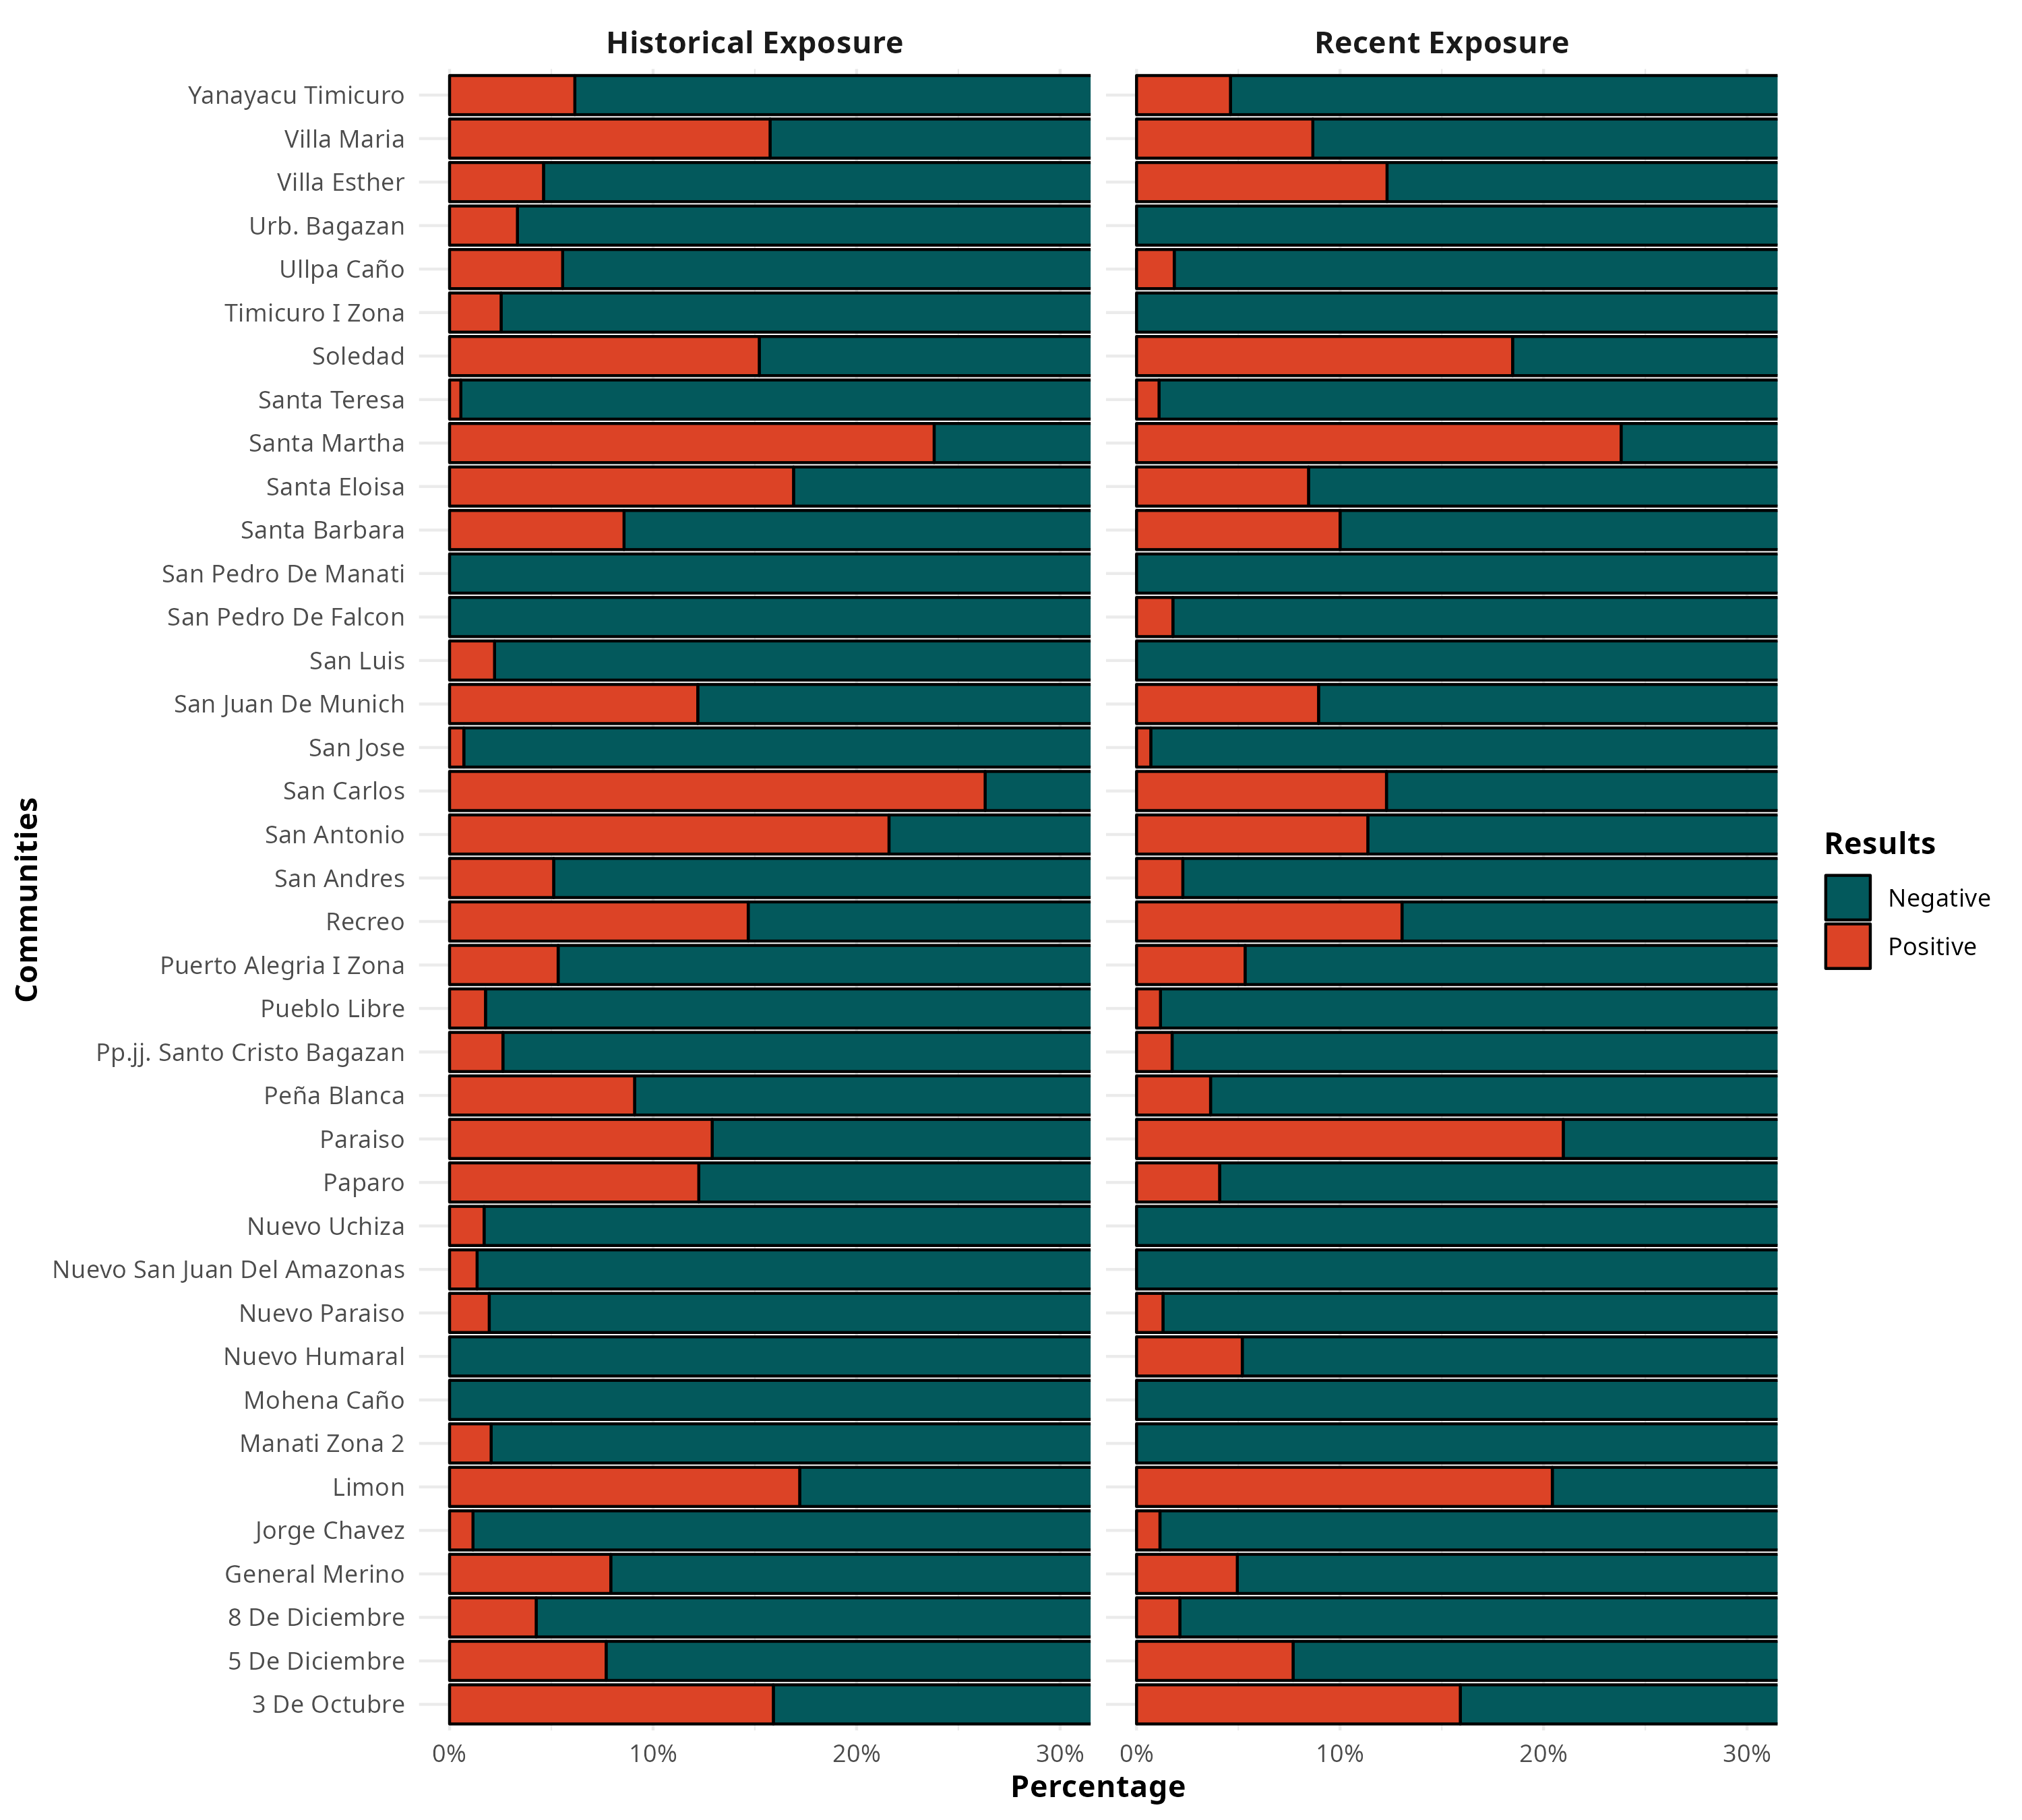 Historical Exposure
Recent Exposure
Communities
Yanayacu Timicuro
Villa Maria
Villa Esther
Urb. Bagazan
Ullpa Caño
Timicuro I Zona
Soledad
Santa Teresa
Santa Martha
Santa Eloisa
Santa Barbara
San Pedro De Manati
San Pedro De Falcon
San Luis
San Juan De Munich
San Jose
San Carlos
San Antonio
San Andres
Recreo
Puerto Alegria I Zona
Pueblo Libre
Pp.jj. Santo Cristo Bagazan
Peña Blanca
Paraiso
Paparo
Nuevo Uchiza
Nuevo San Juan Del Amazonas
Nuevo Paraiso
Nuevo Humaral
Mohena Caño
Manati Zona 2
Limon
Jorge Chavez
General Merino
8 De Diciembre
5 De Diciembre
3 De Octubre
0% 10% 20% 30%
0% 10% 20% 30%
Percentage
Results
Negative
Positive